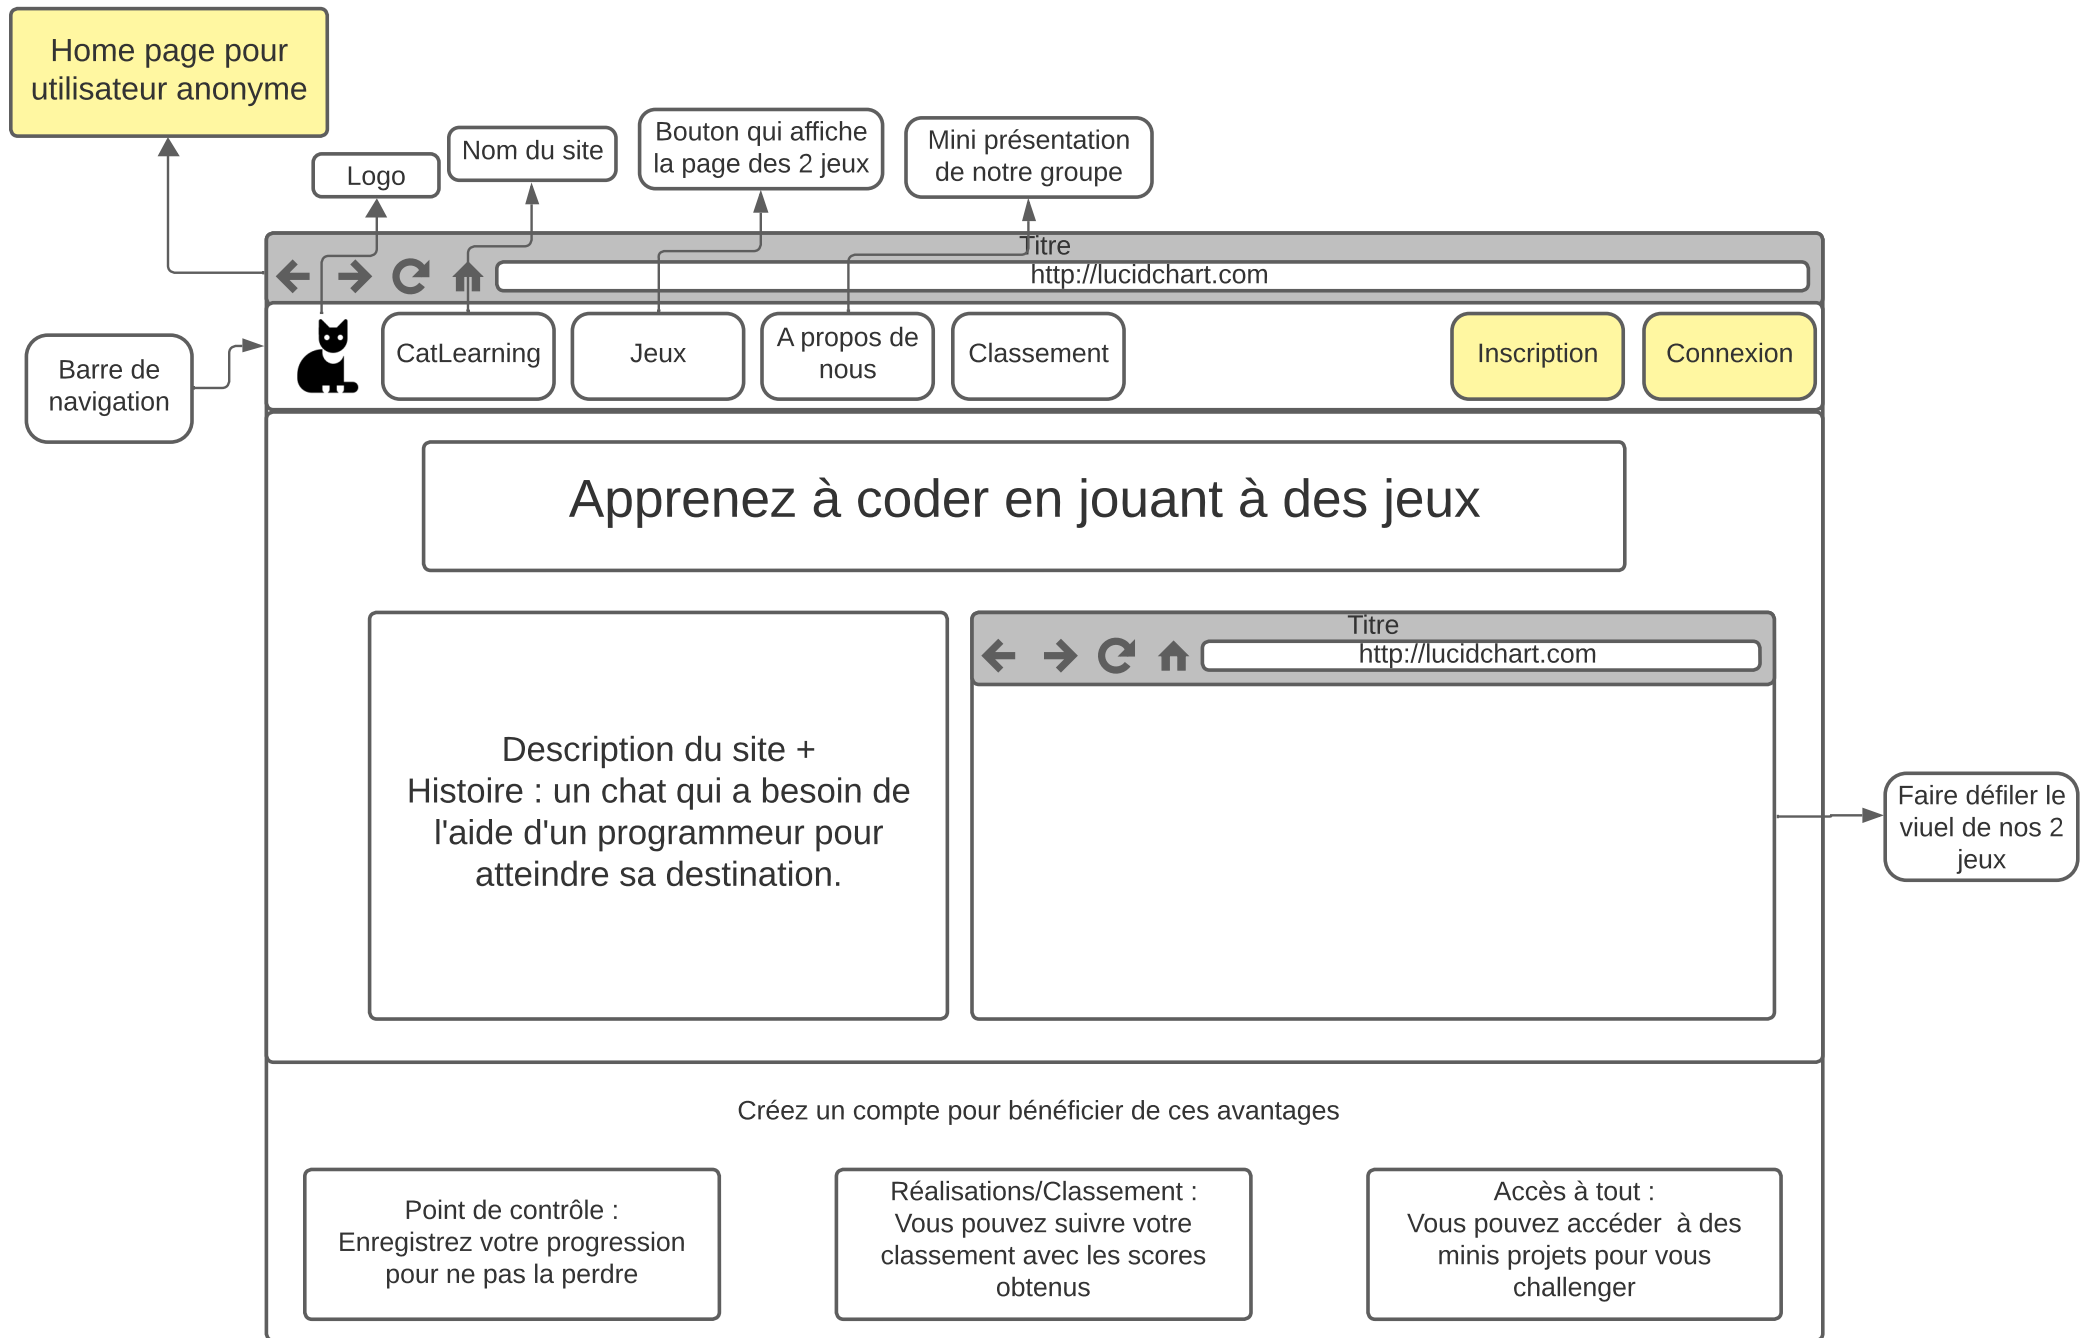 Home page pour
utilisateur anonyme
Logo
Nom du site
Bouton qui affiche
la page des 2 jeux
Mini présentation
de notre groupe
Titre
http://lucidchart.com
Barre de
navigation
CatLearning
Jeux
A propos de
nous
Classement
Inscription
Connexion
Apprenez à coder en jouant à des jeux
Description du site +
Histoire : un chat qui a besoin de
l'aide d'un programmeur pour
atteindre sa destination.
Titre
http://lucidchart.com
Faire défiler le
viuel de nos 2
jeux
Créez un compte pour bénéficier de ces avantages
Point de contrôle :
Enregistrez votre progression
pour ne pas la perdre
Réalisations/Classement :
Vous pouvez suivre votre
classement avec les scores
obtenus
Accès à tout :
Vous pouvez accéder  à des
minis projets pour vous
challenger